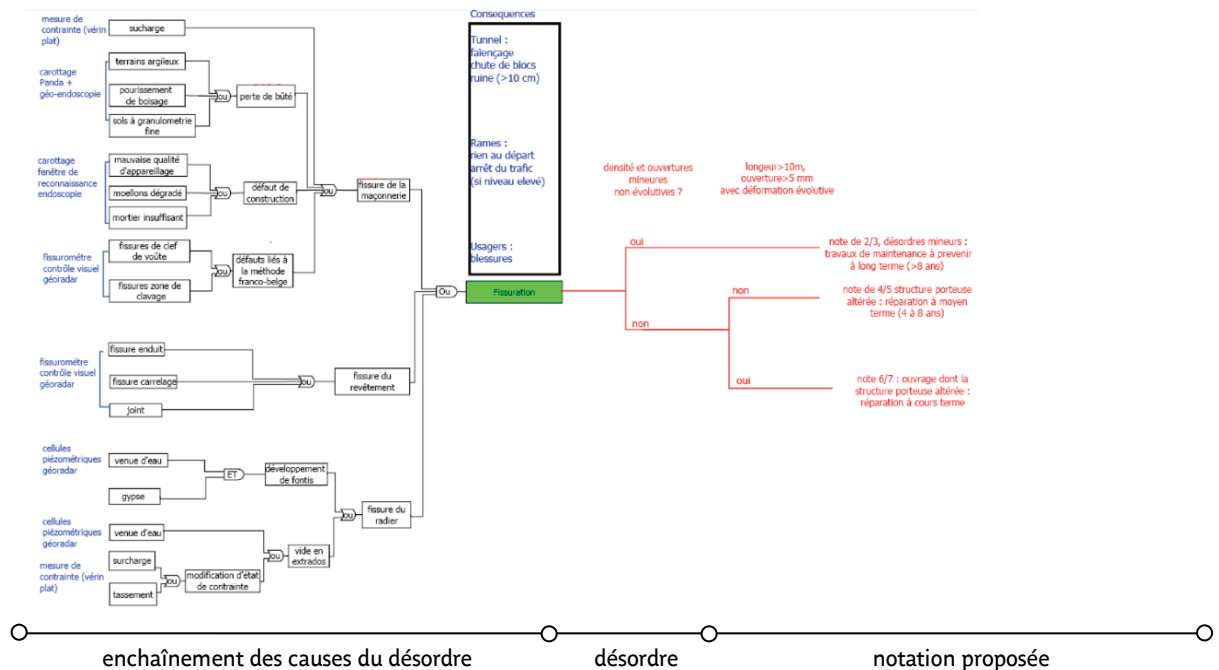 mesure de
contrainte (vérin
plat)
sucharge
carottage
Panda +
géo-endoscopie
terrains argileux
pourissement
de boisage
sols à granulometrie
fine
ou
perte de bûté
carottage
fenêtre de
reconnaissance
endoscopie
mauvaise qualité
d'appareillage
moellons dégradé
mortier insuffisant
ou
défaut de
construction
ou
fissure de la
maçonnerie
fissurométre
contrôle visuel
géoradar
fissures de clef
de voûte
fissures zone de
clavage
ou
défauts liés à
la méthode
franco-belge
fissurométre
contrôle visuel
géoradar
fissure enduit
fissure carrelage
joint
ou
fissure du
revêtement
cellules
piézométriques
géoradar
venue d'eau
gypse
ET
développement
de fontis
cellules
piézométriques
géoradar
venue d'eau
mesure de
contrainte (vérin
plat)
surcharge
tassement
ou
modification d'état
de contrainte
ou
vide en
extrados
ou
fissure du
radier
Ou
Consequences
Tunnel :
faïençage
chute de blocs
ruine (>10 cm)
Rames :
rien au départ
arrêt du trafic
(si niveau elevé)
Usagers :
blessures
Fissuration
densité et ouvertures
mineures
non évolutives ?
longeur>10m,
ouverture>5 mm
avec déformation évolutive
oui
note de 2/3, désordres mineurs :
travaux de maintenance à prevenir
à long terme (>8 ans)
non
non
note de 4/5 structure porteuse
altérée : réparation à moyen
terme (4 à 8 ans)
oui
note 6/7 : ouvrage dont la
structure porteuse altérée :
réparation à cours terme
enchaînement des causes du désordre
désordre
notation proposée